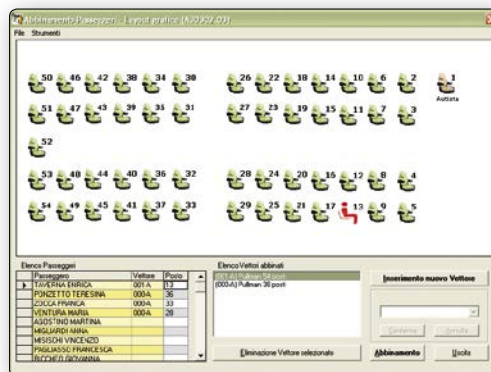 Abbinamento Passeggeri - Layout grafico
File Strumenti
50 46 42 38 34 30 26 22 18 14 10 6 2 1
Autista
51 47 43 39 35 31 27 23 19 15 11 7 3
52
53 48 44 40 36 32 28 24 20 16 12 8 4
54 49 45 41 37 33 29 25 21 17 13 9 5
Elenco Passeggeri
Passeggero Vettore Posto
TAVERNA ENRICA 001-A 13
PONZETTO TERESINA 000-A 36
ZOCCA FRANCA 000-A 33
VENTURA MARIA 000-A 28
AGOSTINO MARTINA
MIGLIARDI ANNA
MISISCHI VINCENZO
PAGLIASSO FRANCESCA
BICCHED GIOVANNA
Elenco Vettori abbinati
(001-A) Pullman 54 posti
(000-A) Pullman 38 posti
Eliminazione Vettore selezionato
Inserimento nuovo Vettore
Conferma Annulla
Abbinamento Uscita